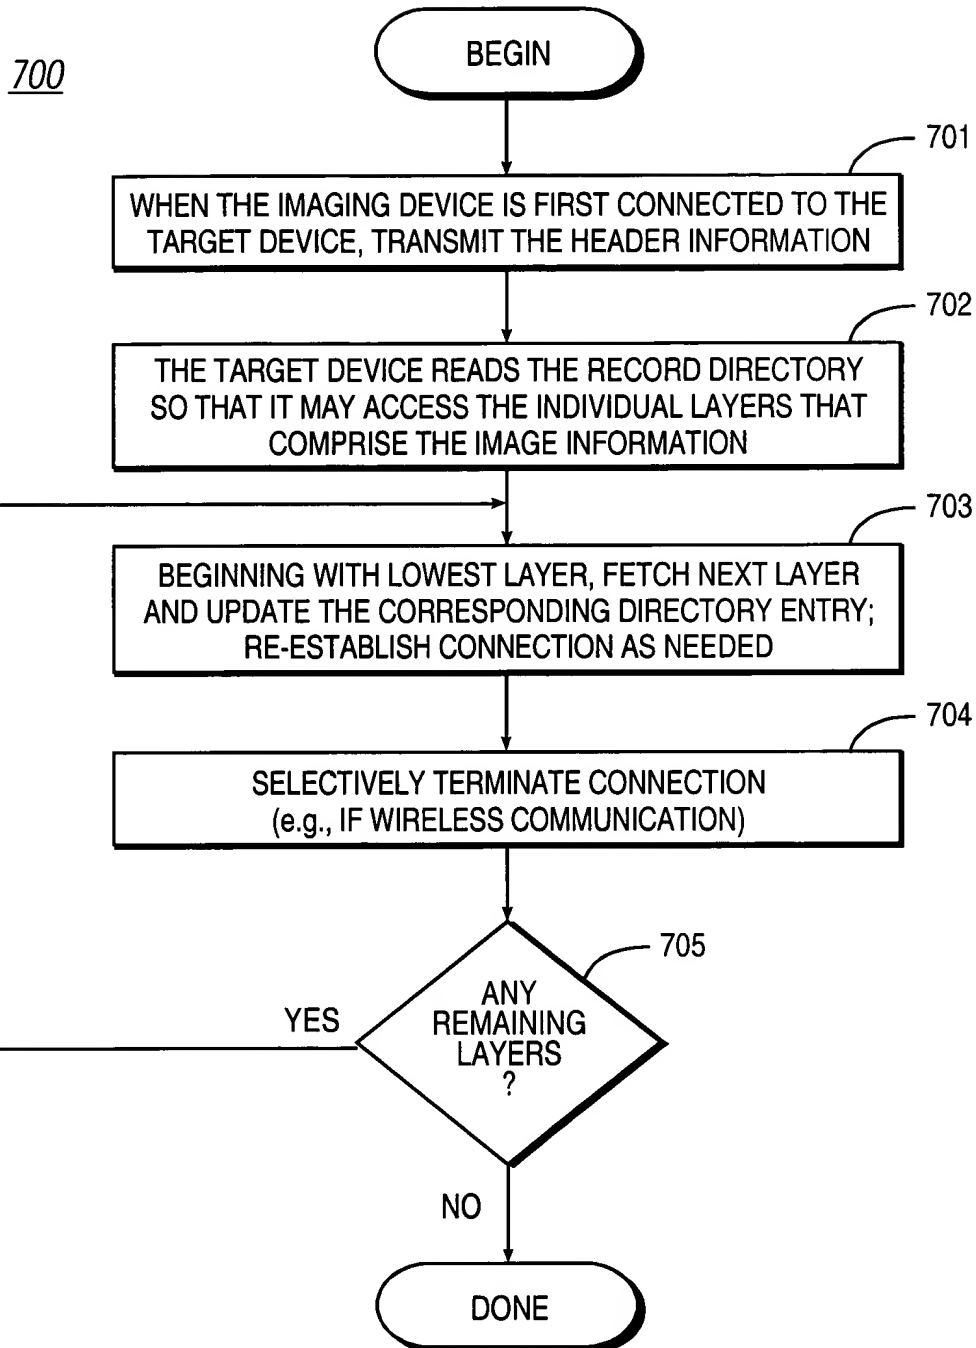 700
BEGIN
701
WHEN THE IMAGING DEVICE IS FIRST CONNECTED TO THE
TARGET DEVICE, TRANSMIT THE HEADER INFORMATION
702
THE TARGET DEVICE READS THE RECORD DIRECTORY
SO THAT IT MAY ACCESS THE INDIVIDUAL LAYERS THAT
COMPRISE THE IMAGE INFORMATION
703
BEGINNING WITH LOWEST LAYER, FETCH NEXT LAYER
AND UPDATE THE CORRESPONDING DIRECTORY ENTRY;
RE-ESTABLISH CONNECTION AS NEEDED
704
SELECTIVELY TERMINATE CONNECTION
(e.g., IF WIRELESS COMMUNICATION)
705
ANY
REMAINING
LAYERS
?
YES
NO
DONE